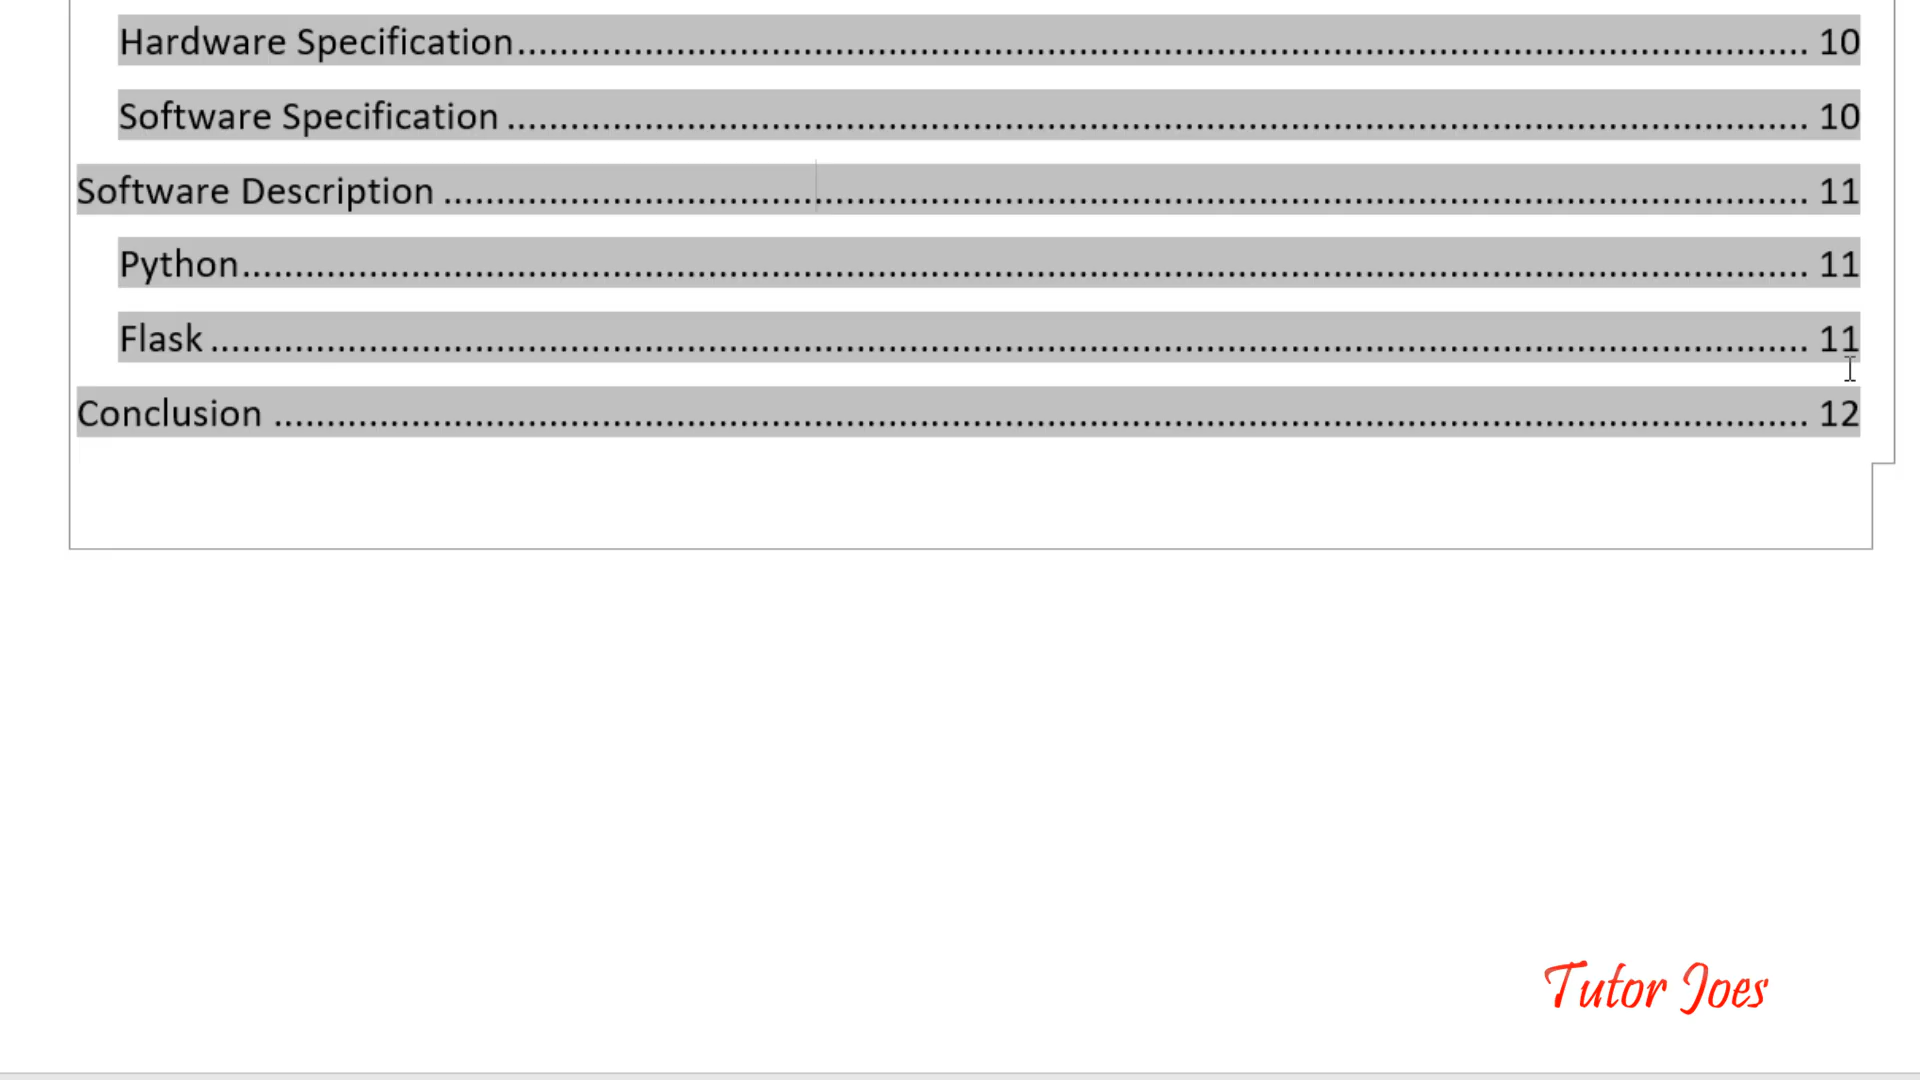 Hardware Specification........................................................................................................................ 10
Software Specification ........................................................................................................................ 10
Software Description ............................................................................................................................ 11
Python.................................................................................................................................................... 11
Flask ...................................................................................................................................................... 11
Conclusion ............................................................................................................................................ 12
Tutor Joes